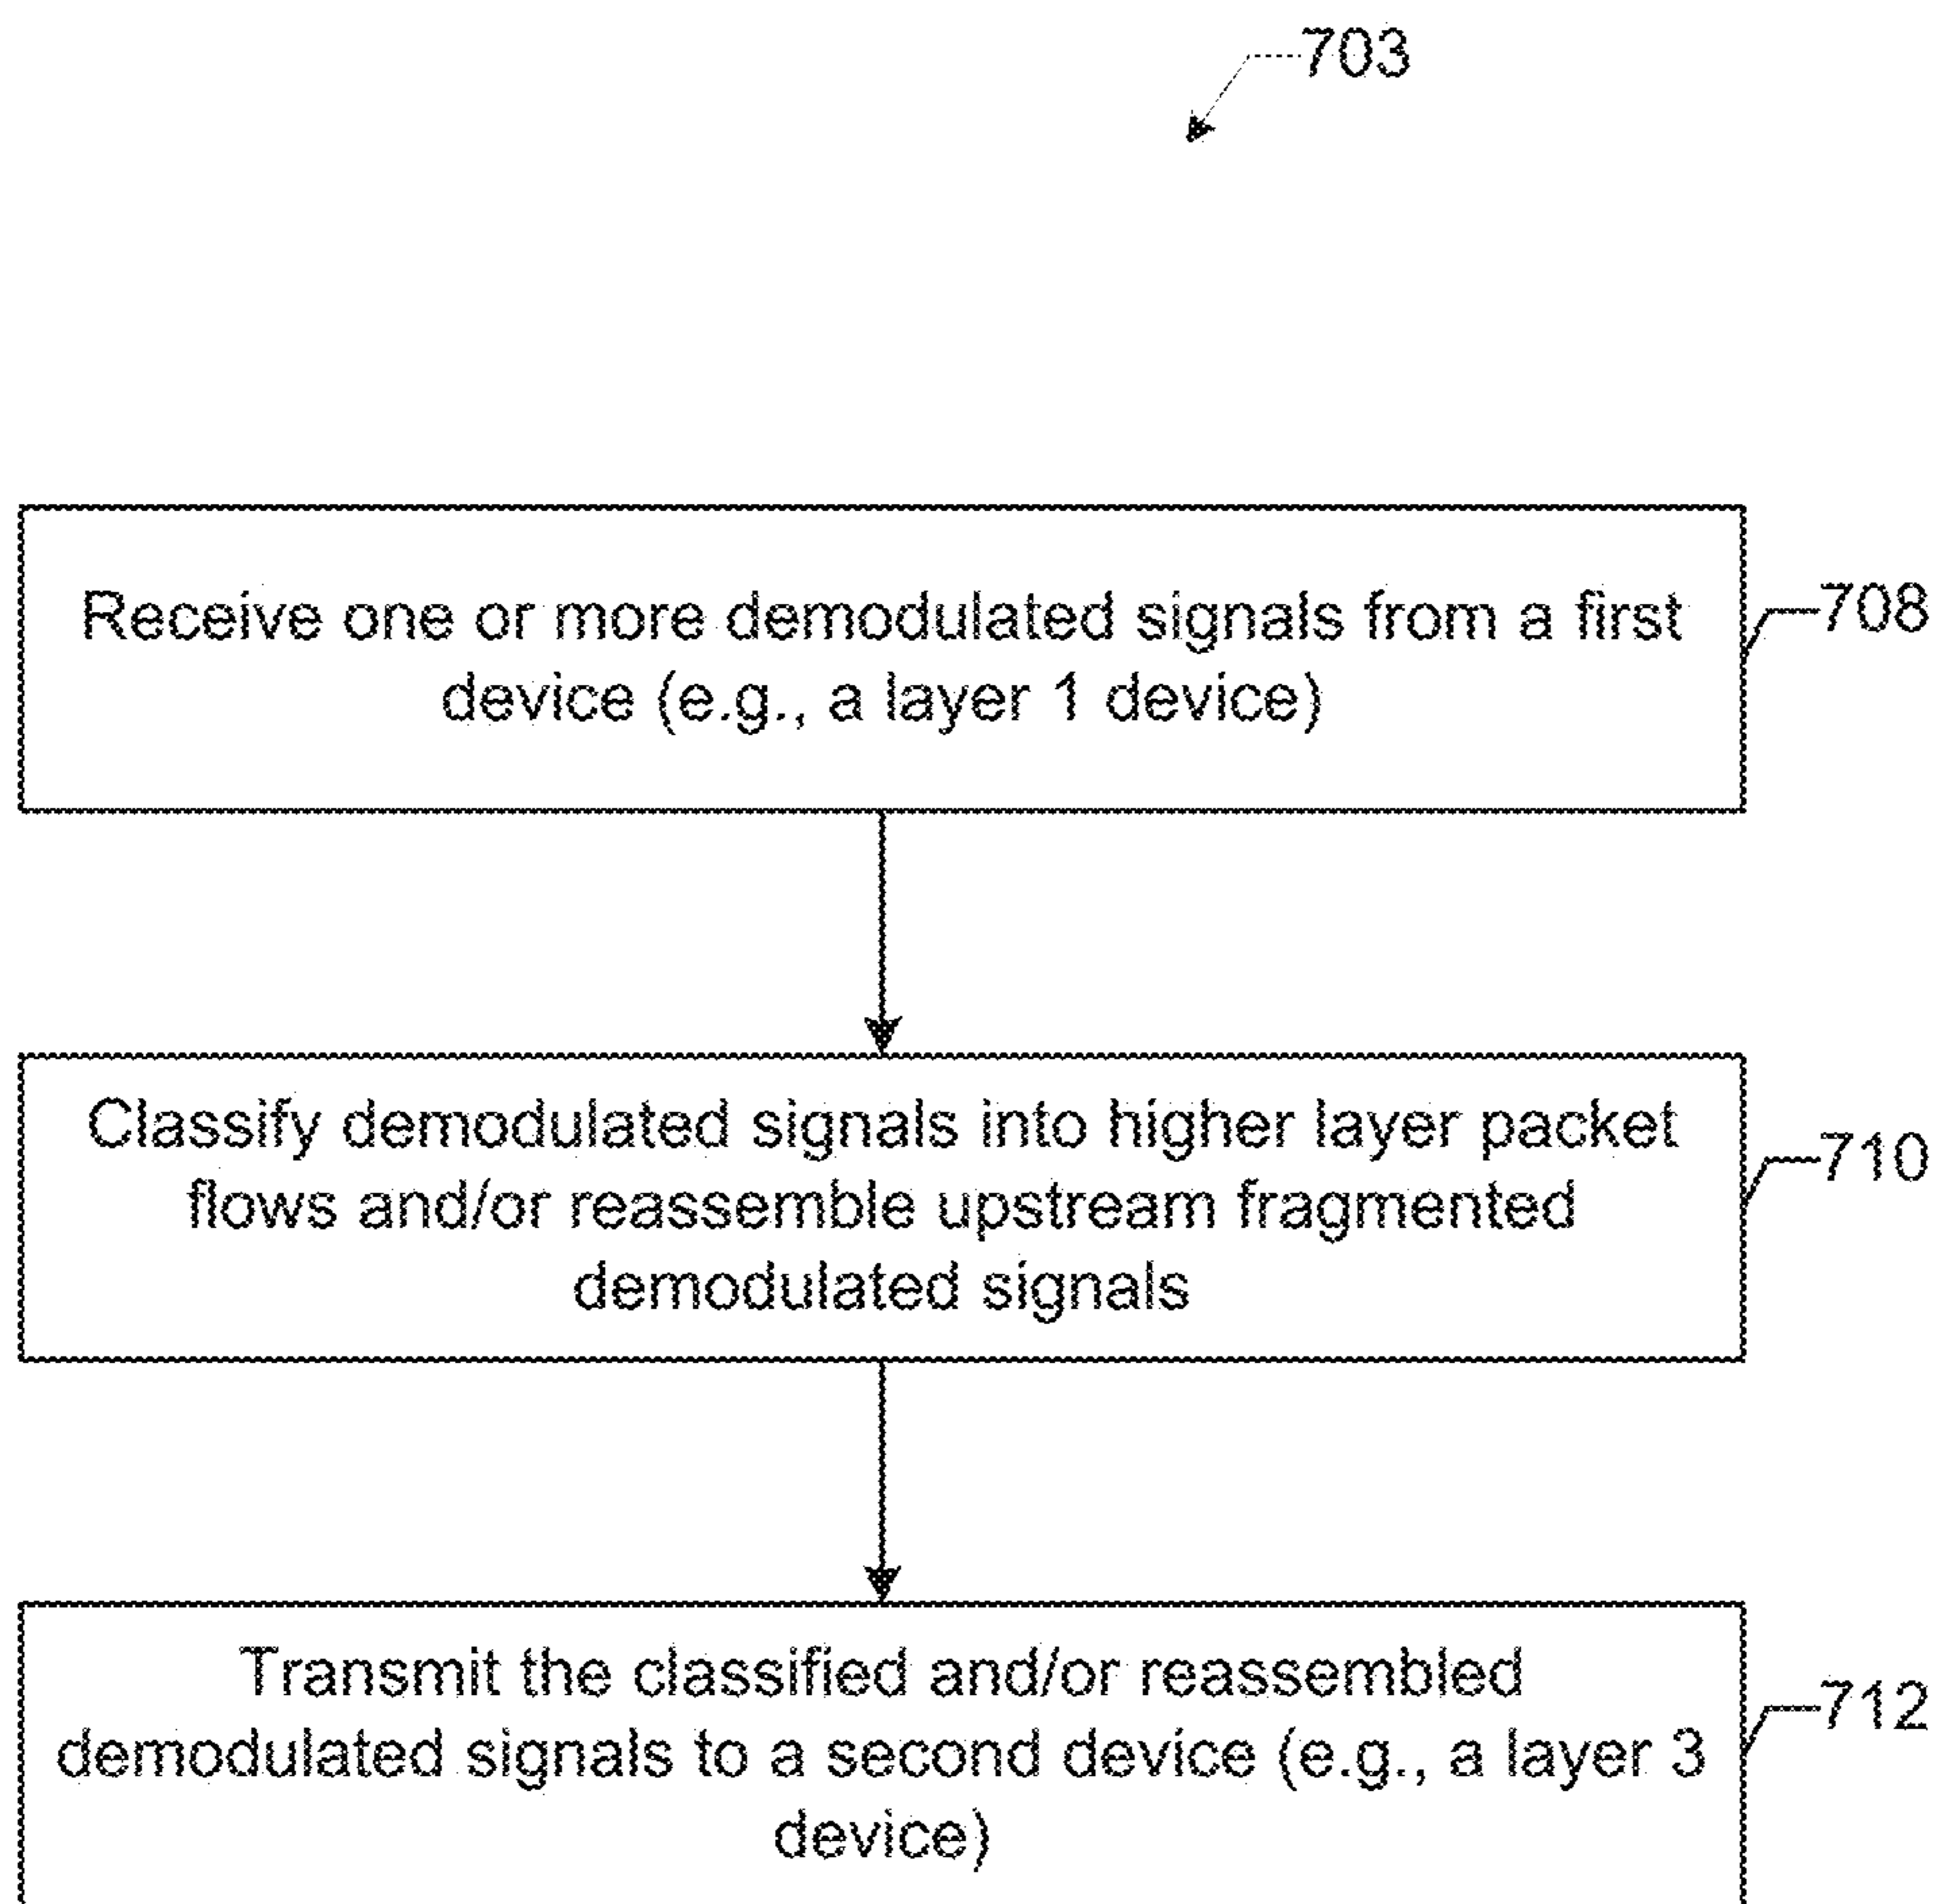 703
Receive one or more demodulated signals from a first
device (e.g., a layer 1 device)
708
Classify demodulated signals into higher layer packet
flows and/or reassemble upstream fragmented
demodulated signals
710
Transmit the classified and/or reassembled
demodulated signals to a second device (e.g., a layer 3
device)
712